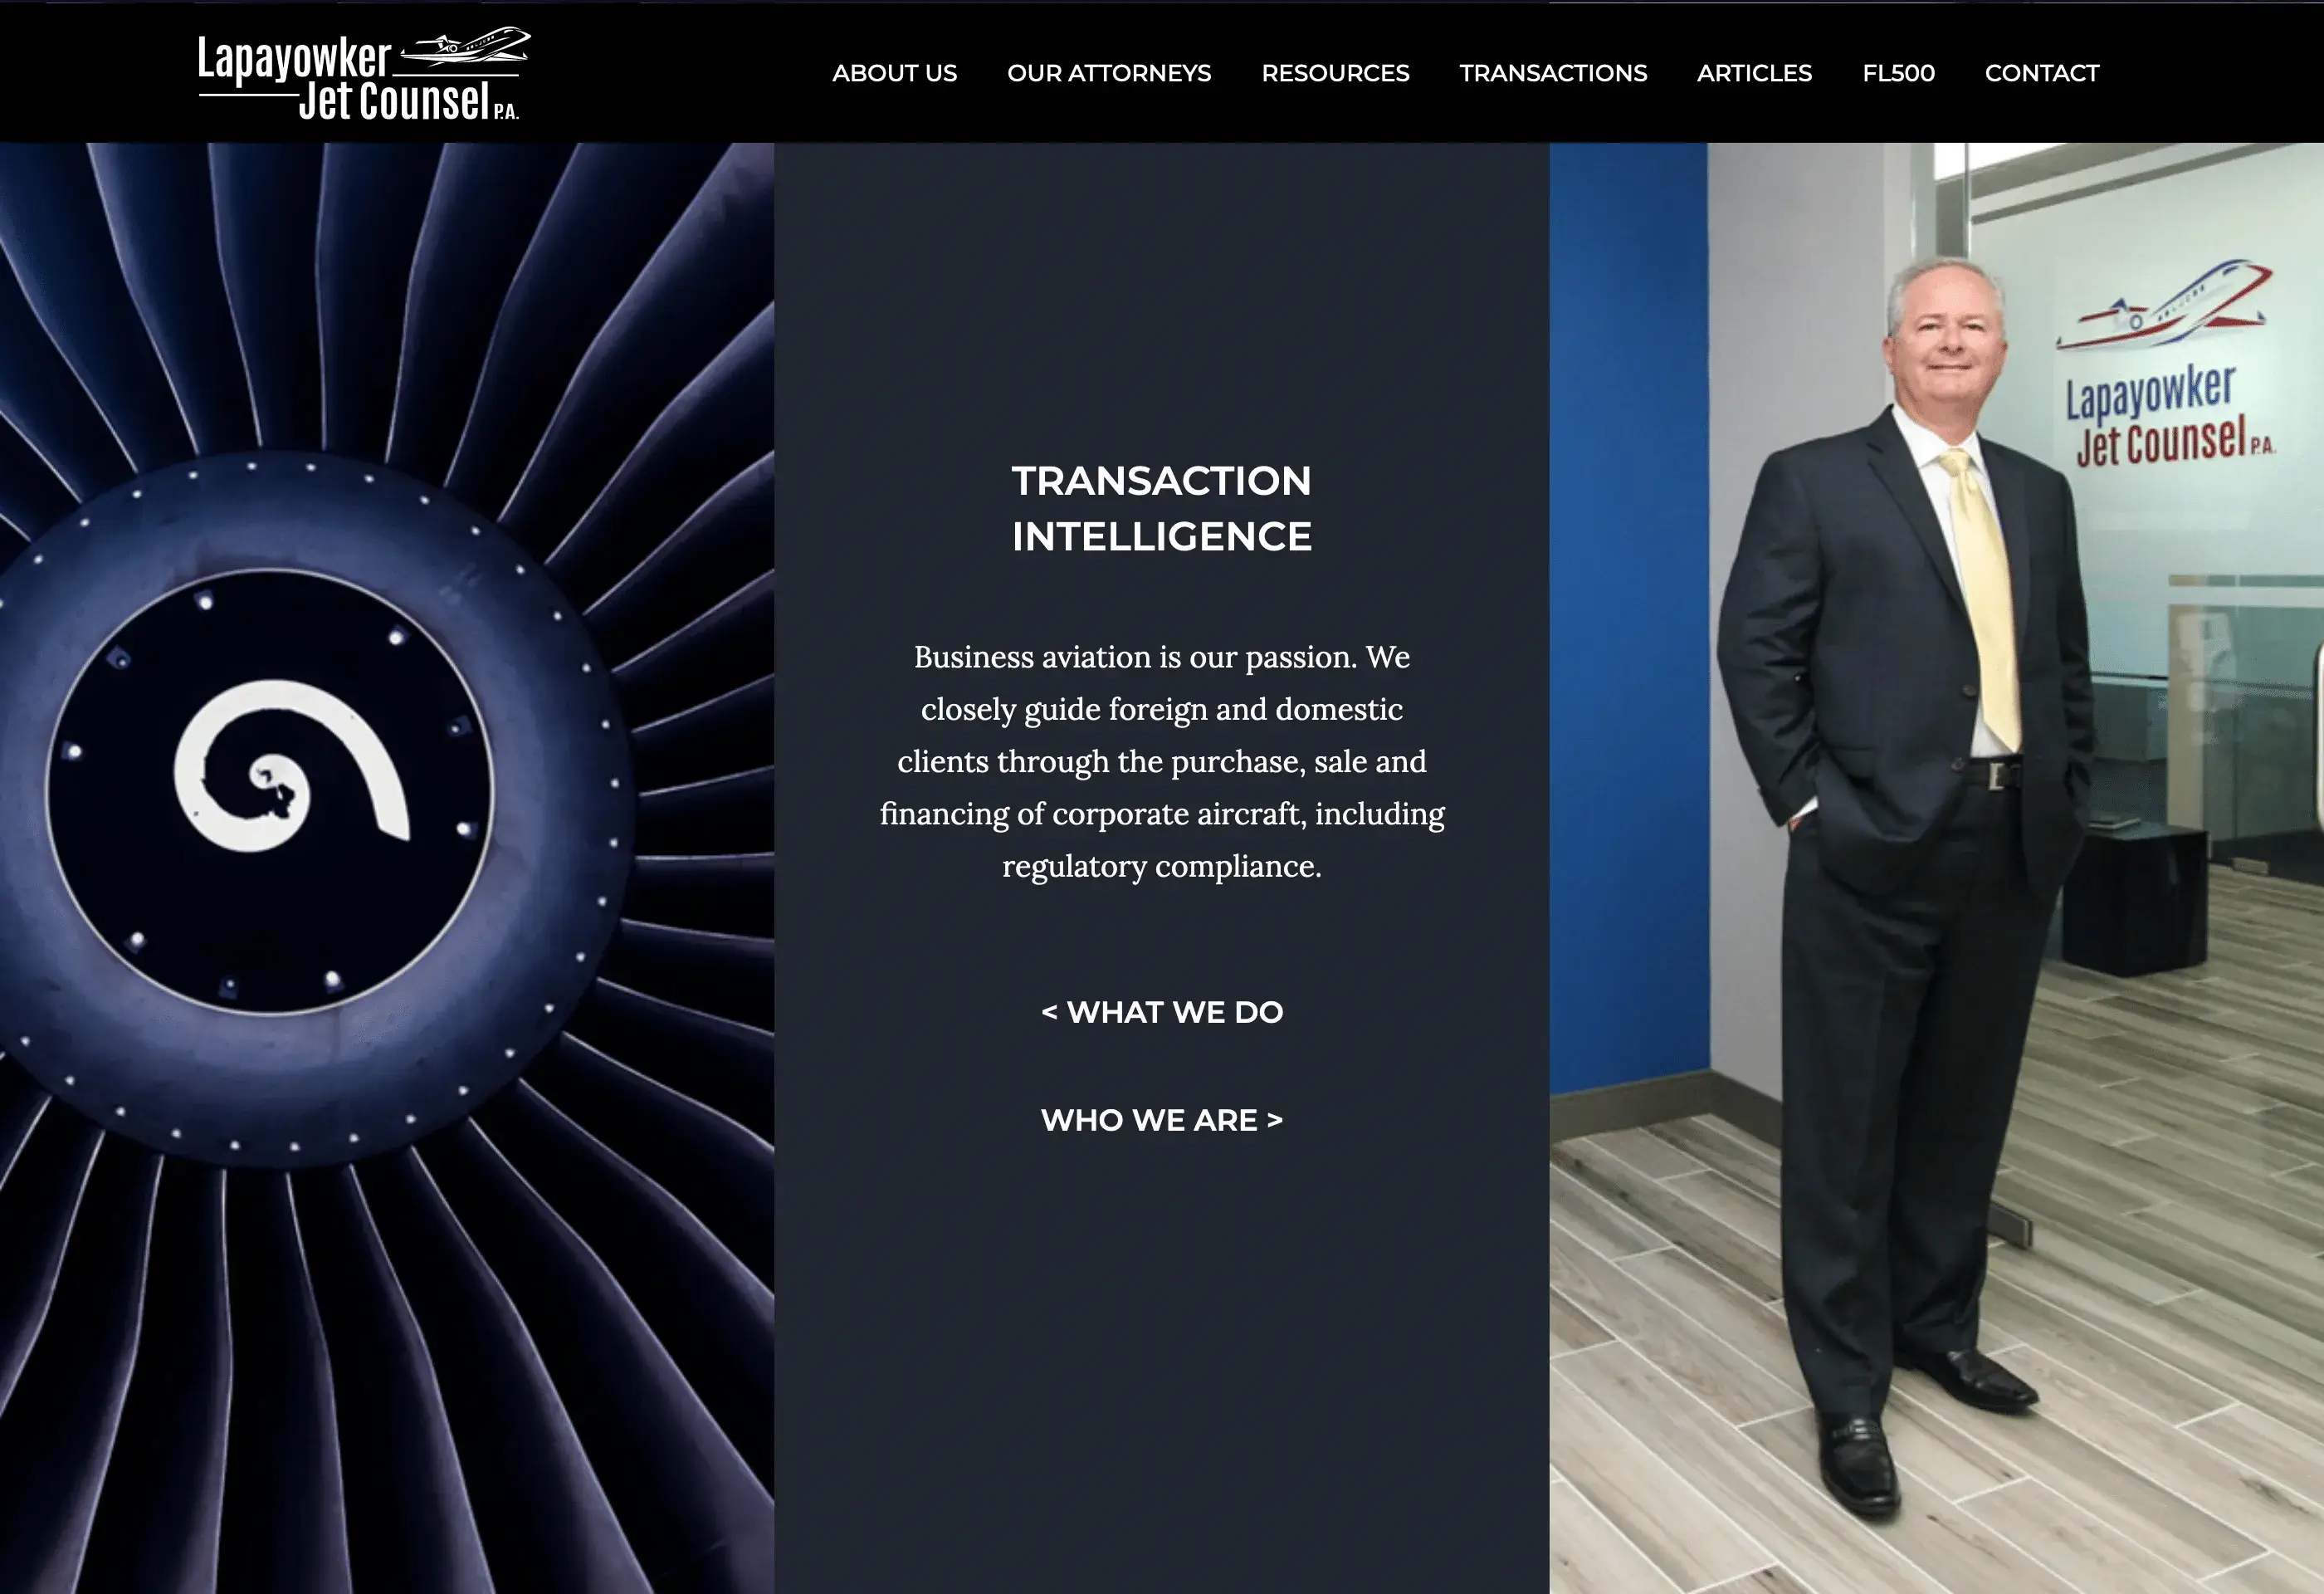 Lapayowker
Jet Counsel P.A.
ABOUT US
OUR ATTORNEYS
RESOURCES
TRANSACTIONS
ARTICLES
FL500
CONTACT
TRANSACTION
INTELLIGENCE
Business aviation is our passion. We
closely guide foreign and domestic
clients through the purchase, sale and
financing of corporate aircraft, including
regulatory compliance.
< WHAT WE DO
WHO WE ARE >
Lapayowker
Jet Counsel P.A.